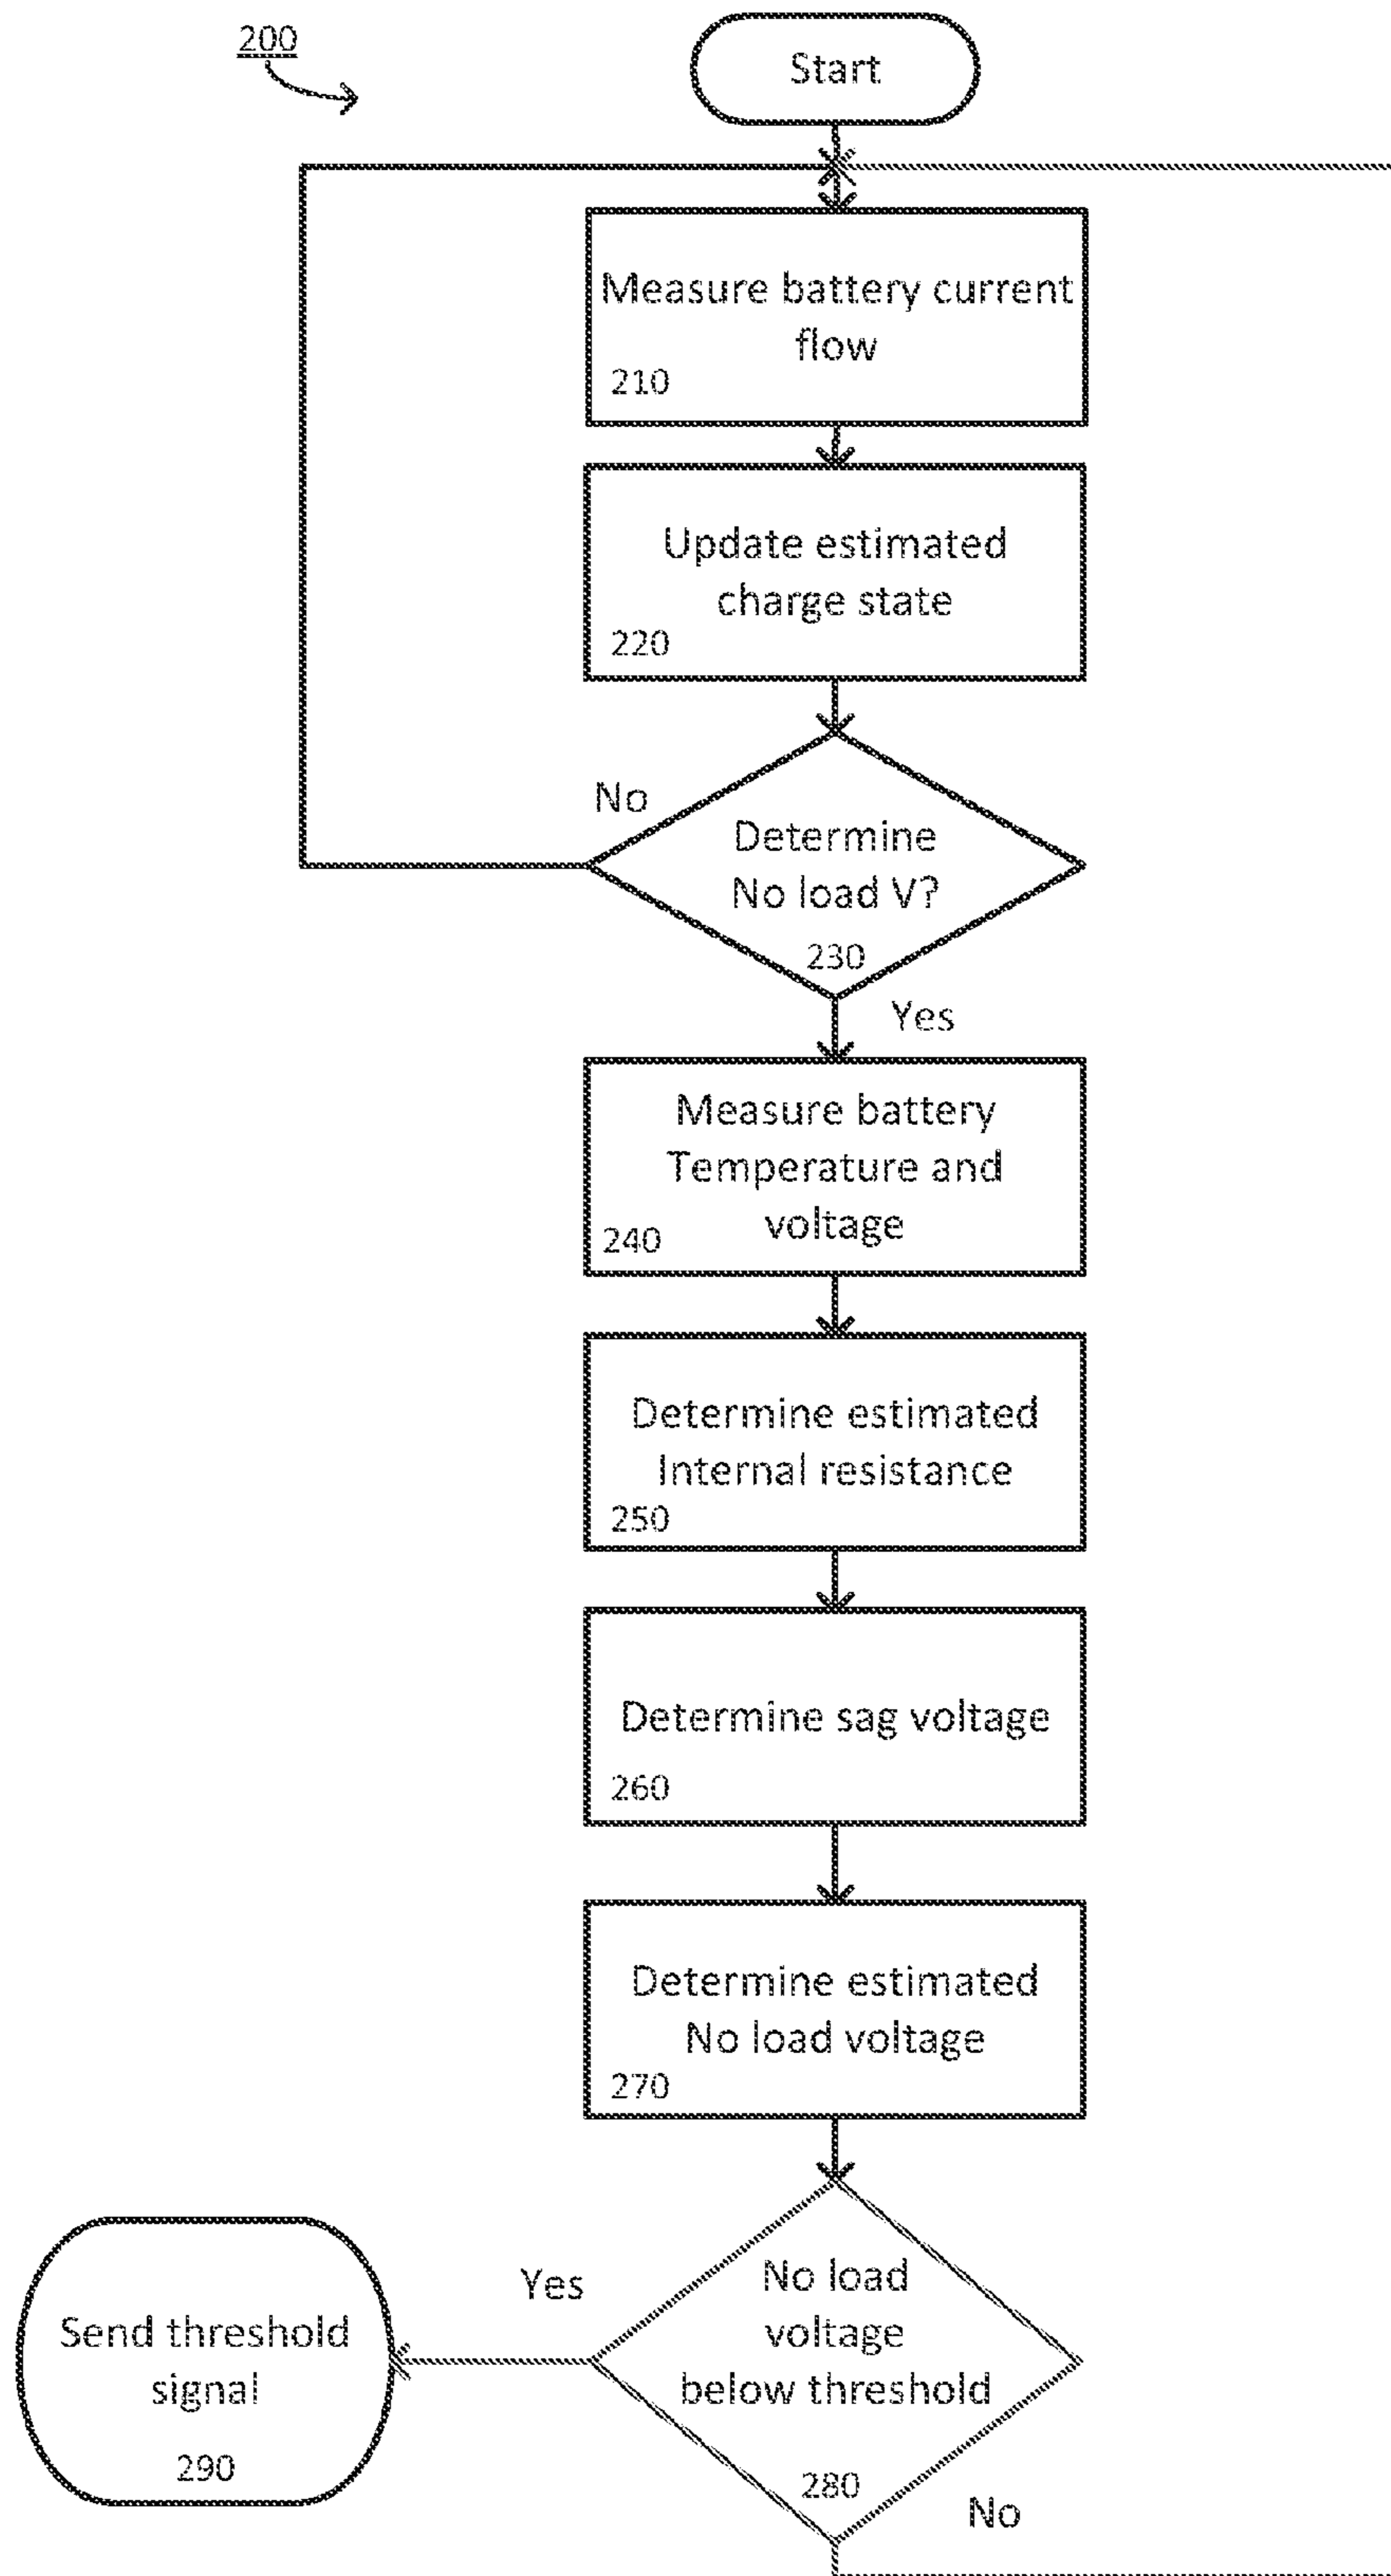 200
Start
Measure battery current
flow
210
Update estimated
charge state
220
No
Determine
No load V?
230
Yes
Measure battery
Temperature and
voltage
240
Determine estimated
Internal resistance
250
Determine sag voltage
260
Determine estimated
No load voltage
270
No load
voltage
below threshold
280
Yes
No
Send threshold
signal
290